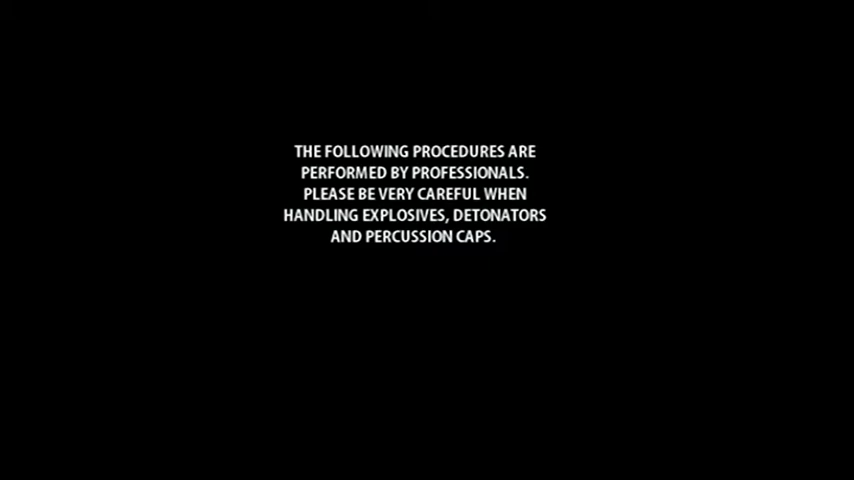 THE FOLLOWING PROCEDURES ARE
PERFORMED BY PROFESSIONALS.
PLEASE BE VERY CAREFUL WHEN
HANDLING EXPLOSIVES, DETONATORS
AND PERCUSSION CAPS.